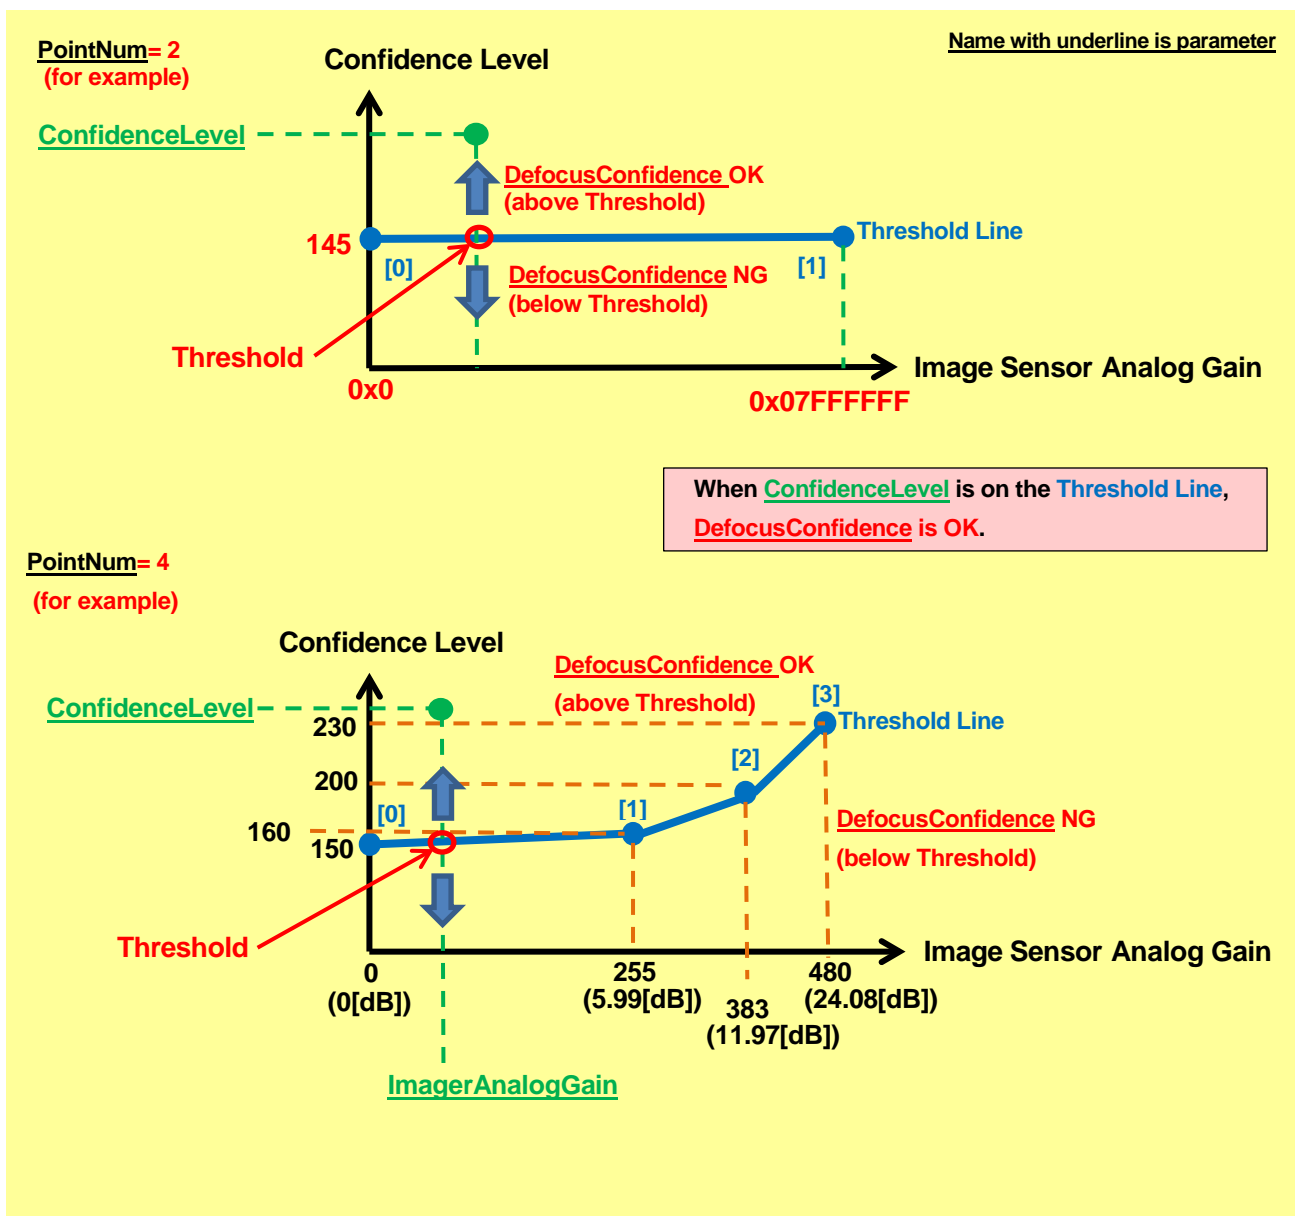 PointNum= 2
(for example)
Confidence Level
Name with underline is parameter
ConfidenceLevel
DefocusConfidence OK
(above Threshold)
145
[0]
Threshold Line
[1]
DefocusConfidence NG
(below Threshold)
Threshold
Image Sensor Analog Gain
0x0
0x07FFFFFF
When ConfidenceLevel is on the Threshold Line,
DefocusConfidence is OK.
PointNum= 4
(for example)
Confidence Level
DefocusConfidence OK
(above Threshold)
ConfidenceLevel
[3]
230
Threshold Line
[2]
200
[0]
[1]
160
150
DefocusConfidence NG
(below Threshold)
Threshold
Image Sensor Analog Gain
0
(0[dB])
255
(5.99[dB])
383
(11.97[dB])
480
(24.08[dB])
ImagerAnalogGain